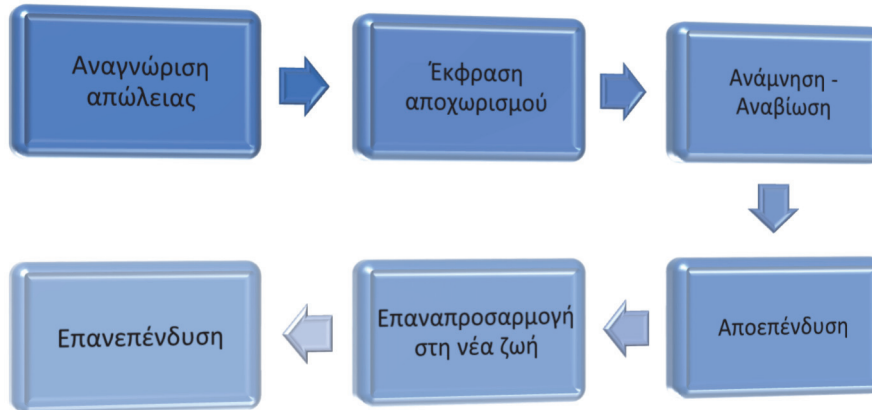 Αναγνώριση
απώλειας
Έκφραση
αποχωρισμού
Ανάμνηση -
Αναβίωση
Αποεπένδυση
Επαναπροσαρμογή
στη νέα ζωή
Επανεπένδυση